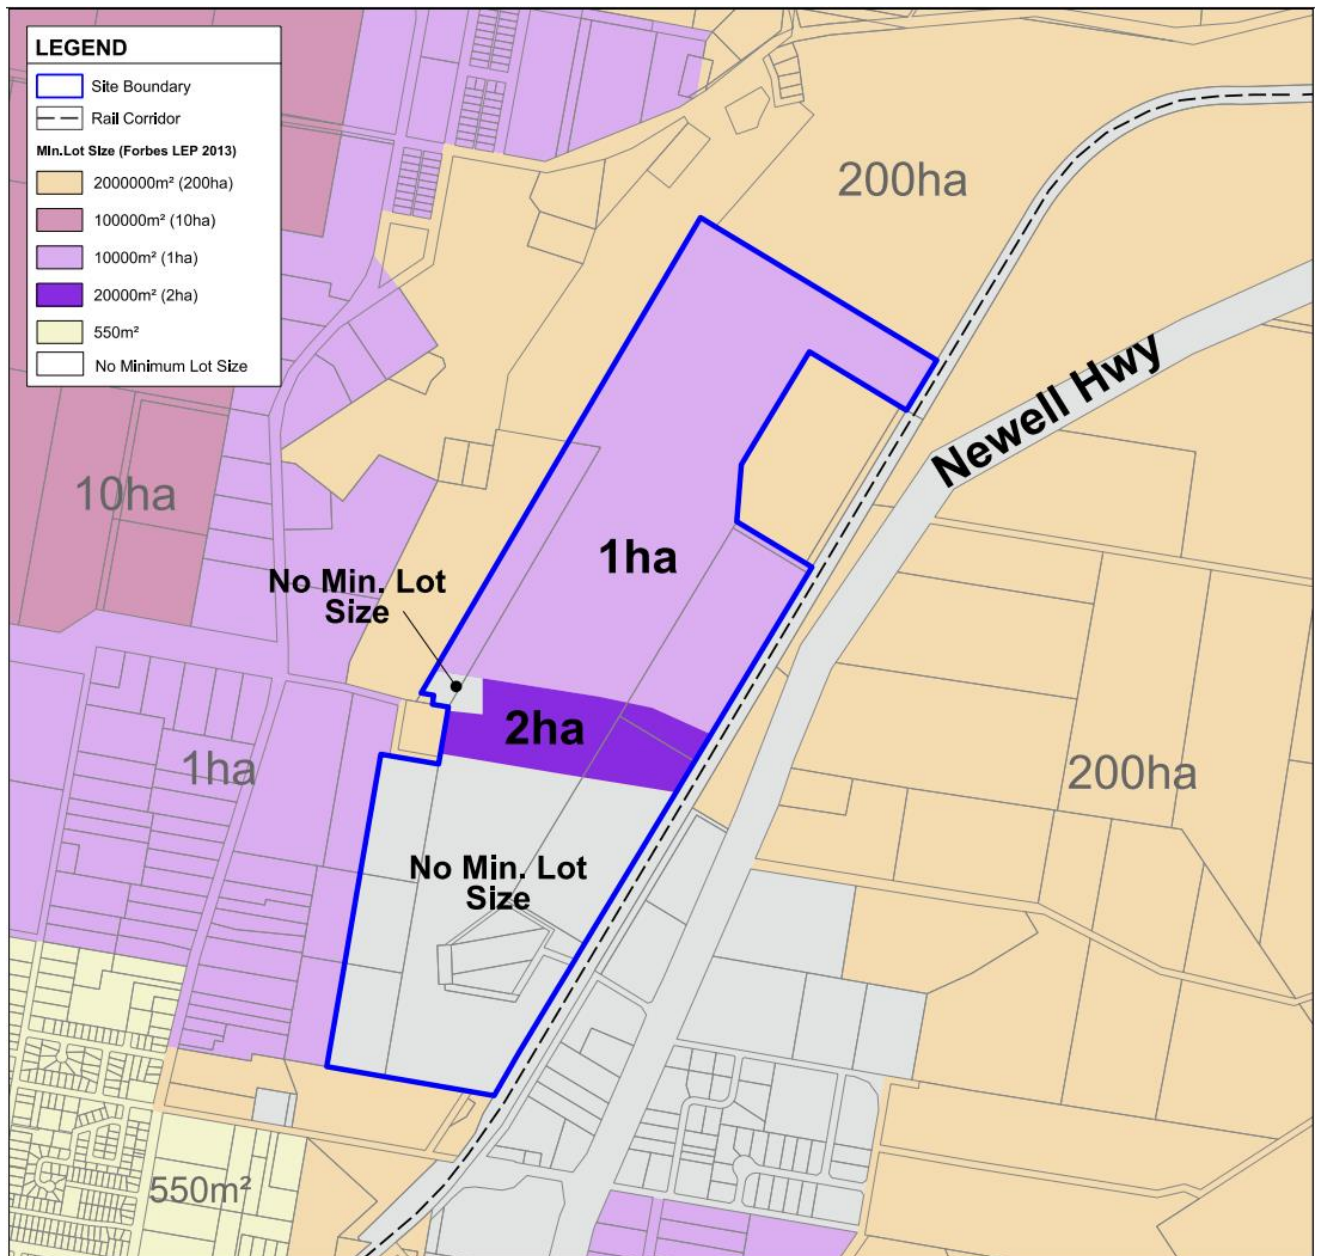 LEGEND
Site Boundary
Rail Corridor
Min.Lot Size (Forbes LEP 2013)
2000000m² (200ha)
100000m² (10ha)
10000m² (1ha)
20000m² (2ha)
550m²
No Minimum Lot Size
200ha
Newell Hwy
10ha
1ha
No Min. Lot
Size
2ha
1ha
200ha
No Min. Lot
Size
550m²